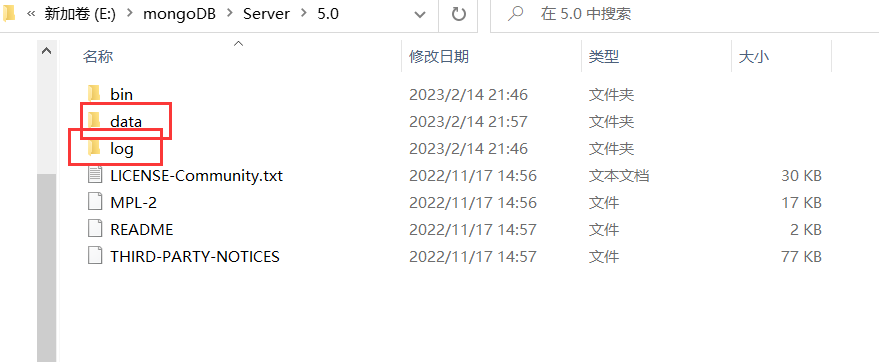 « 新加卷 (E:) › mongoDB › Server › 5.0
在 5.0 中搜索
名称 修改日期 类型 大小
bin 2023/2/14 21:46 文件夹
data 2023/2/14 21:57 文件夹
log 2023/2/14 21:46 文件夹
LICENSE-Community.txt 2022/11/17 14:56 文本文档 30 KB
MPL-2 2022/11/17 14:56 文件 17 KB
README 2022/11/17 14:57 文件 2 KB
THIRD-PARTY-NOTICES 2022/11/17 14:57 文件 77 KB